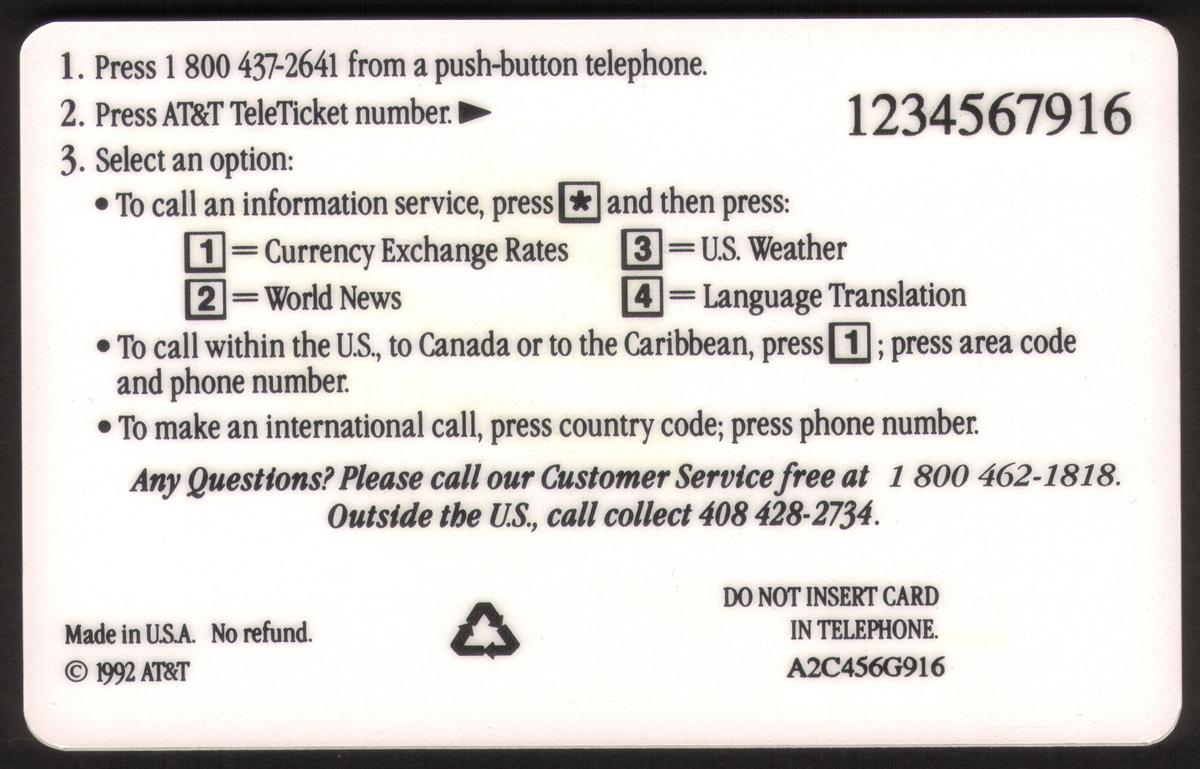 1. Press 1 800 437-2641 from a push-button telephone.
2. Press AT&T TeleTicket number. ►
1234567916
3. Select an option:
• To call an information service, press * and then press:
1 = Currency Exchange Rates 3 = U.S. Weather
2 = World News 4 = Language Translation
• To call within the U.S., to Canada or to the Caribbean, press 1 ; press area code
and phone number.
• To make an international call, press country code; press phone number.
Any Questions? Please call our Customer Service free at 1 800 462-1818.
Outside the U.S., call collect 408 428-2734.
DO NOT INSERT CARD
IN TELEPHONE.
A2C456G916
Made in U.S.A. No refund.
© 1992 AT&T